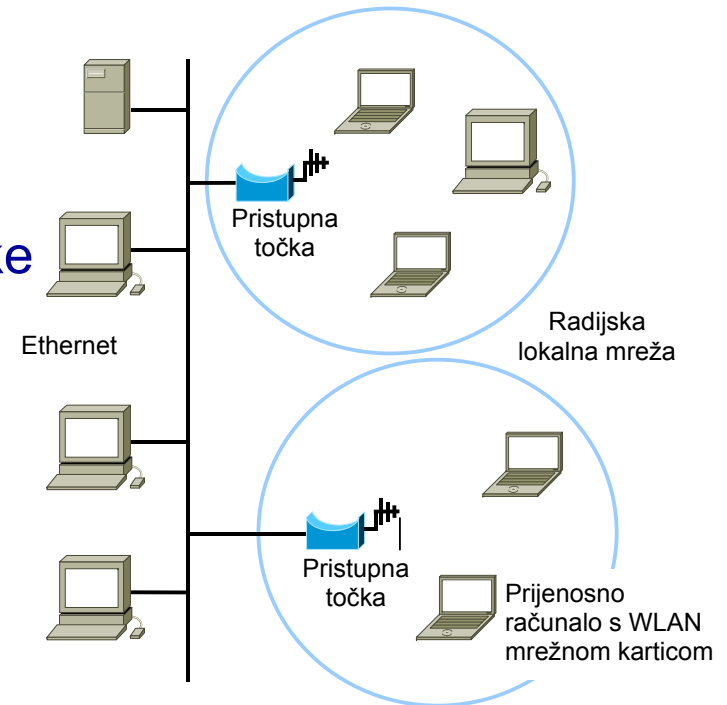 Pristupna
točka
Ethernet
Radijska
lokalna mreža
Pristupna
točka
Prijenosno
računalo s WLAN
mrežnom karticom